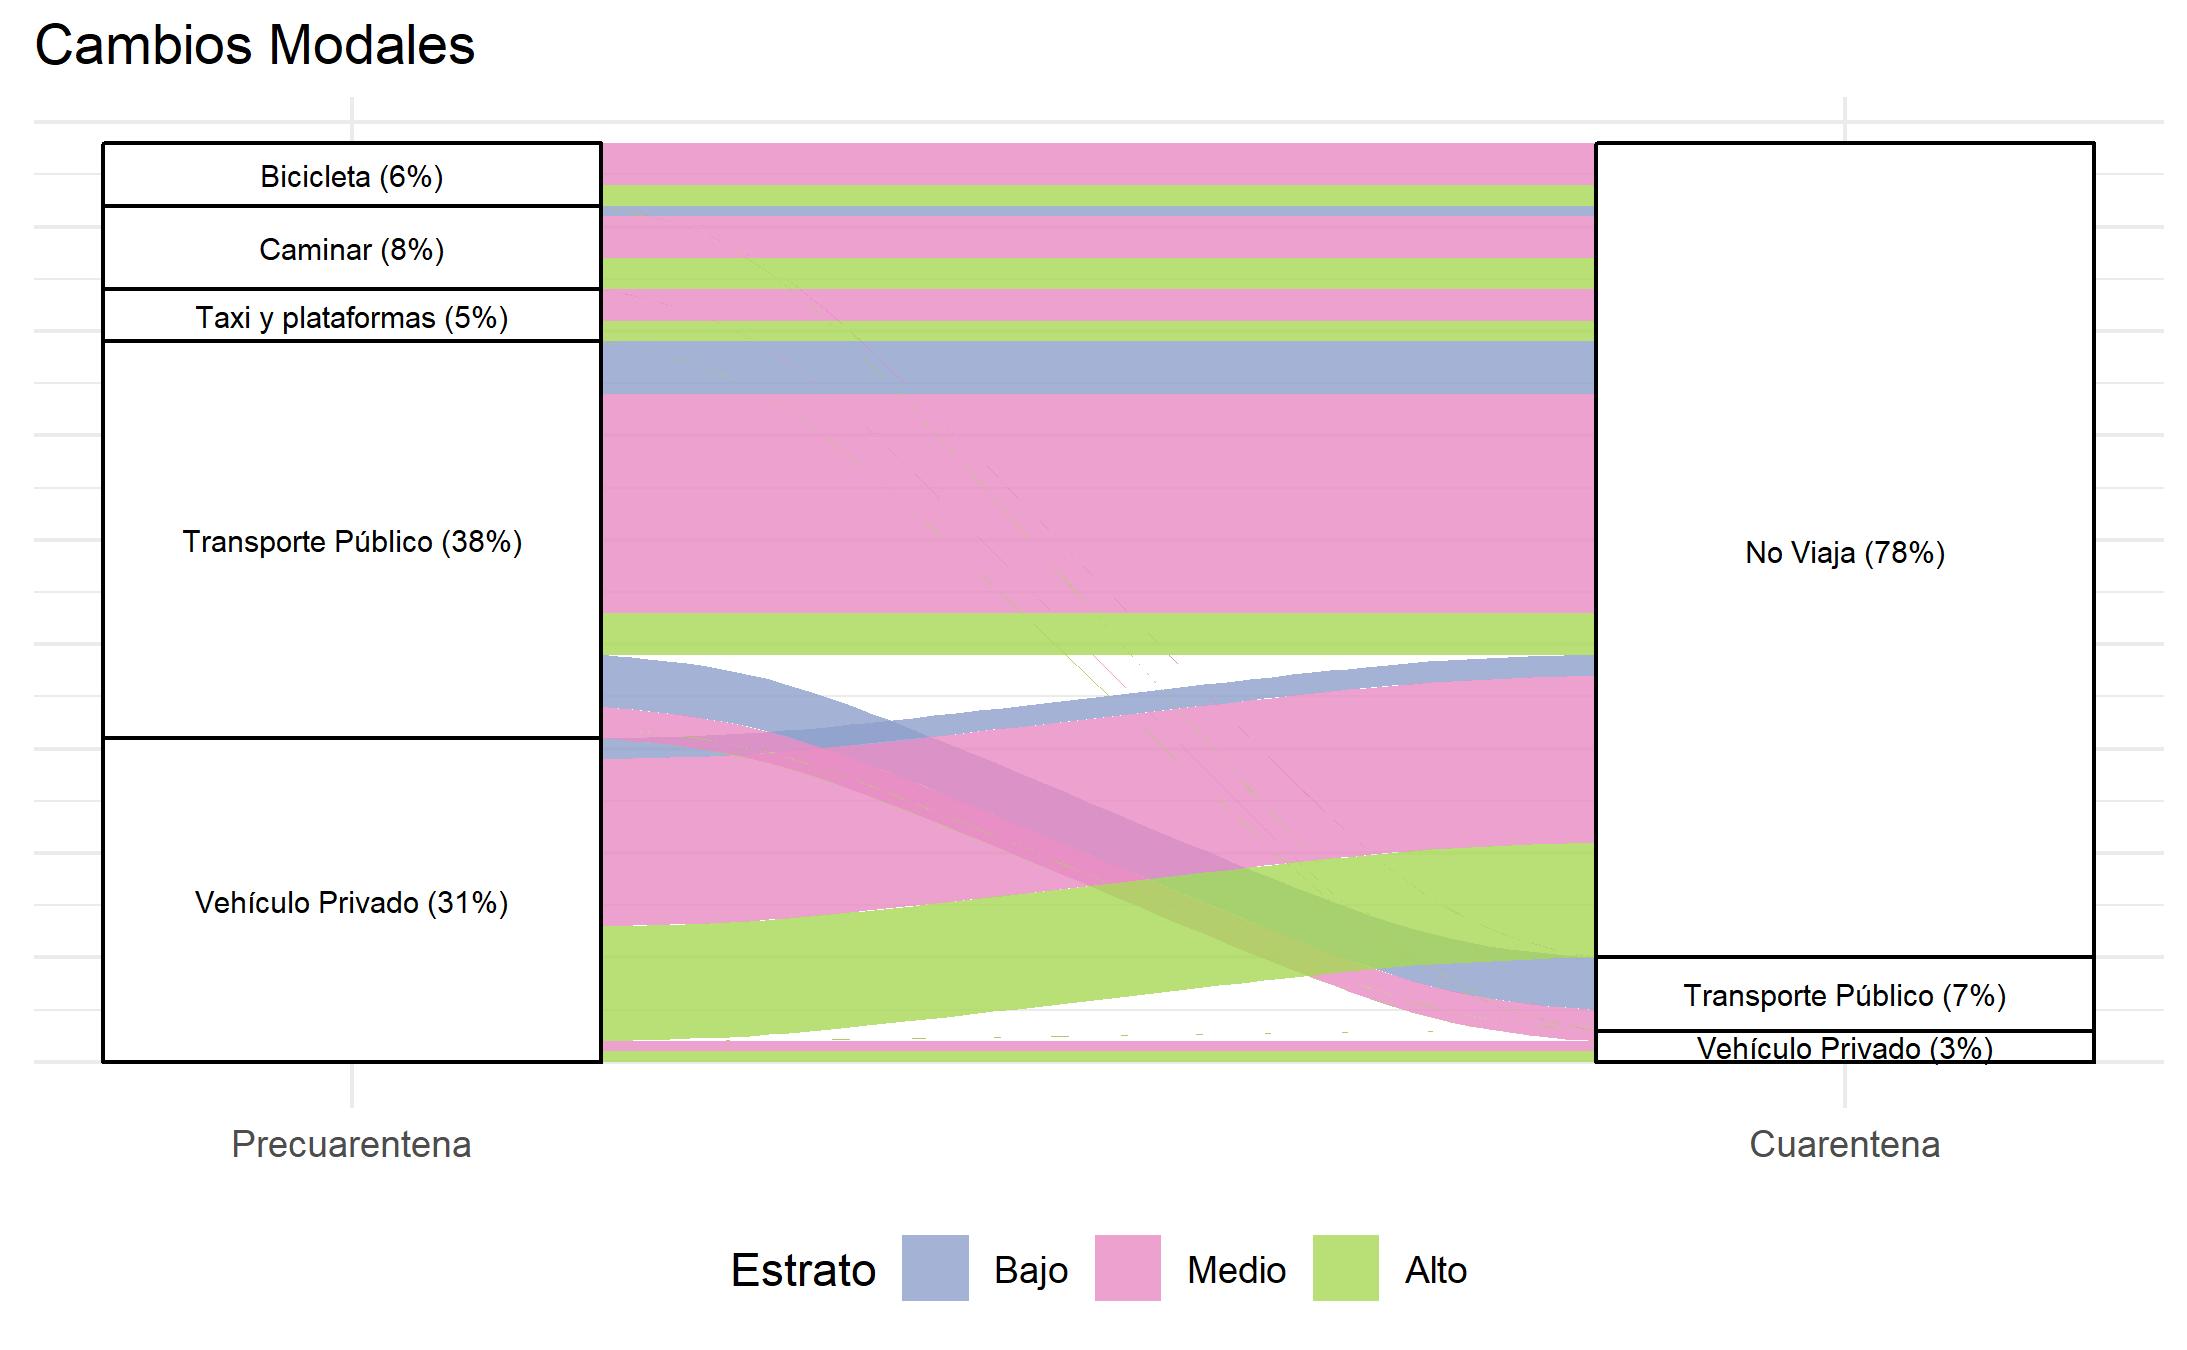 Cambios Modales
Bicicleta (6%)
Caminar (8%)
Taxi y plataformas (5%)
Transporte Público (38%)
Vehículo Privado (31%)
No Viaja (78%)
Transporte Público (7%)
Vehículo Privado (3%)
Precuarentena
Cuarentena
Estrato Bajo Medio Alto